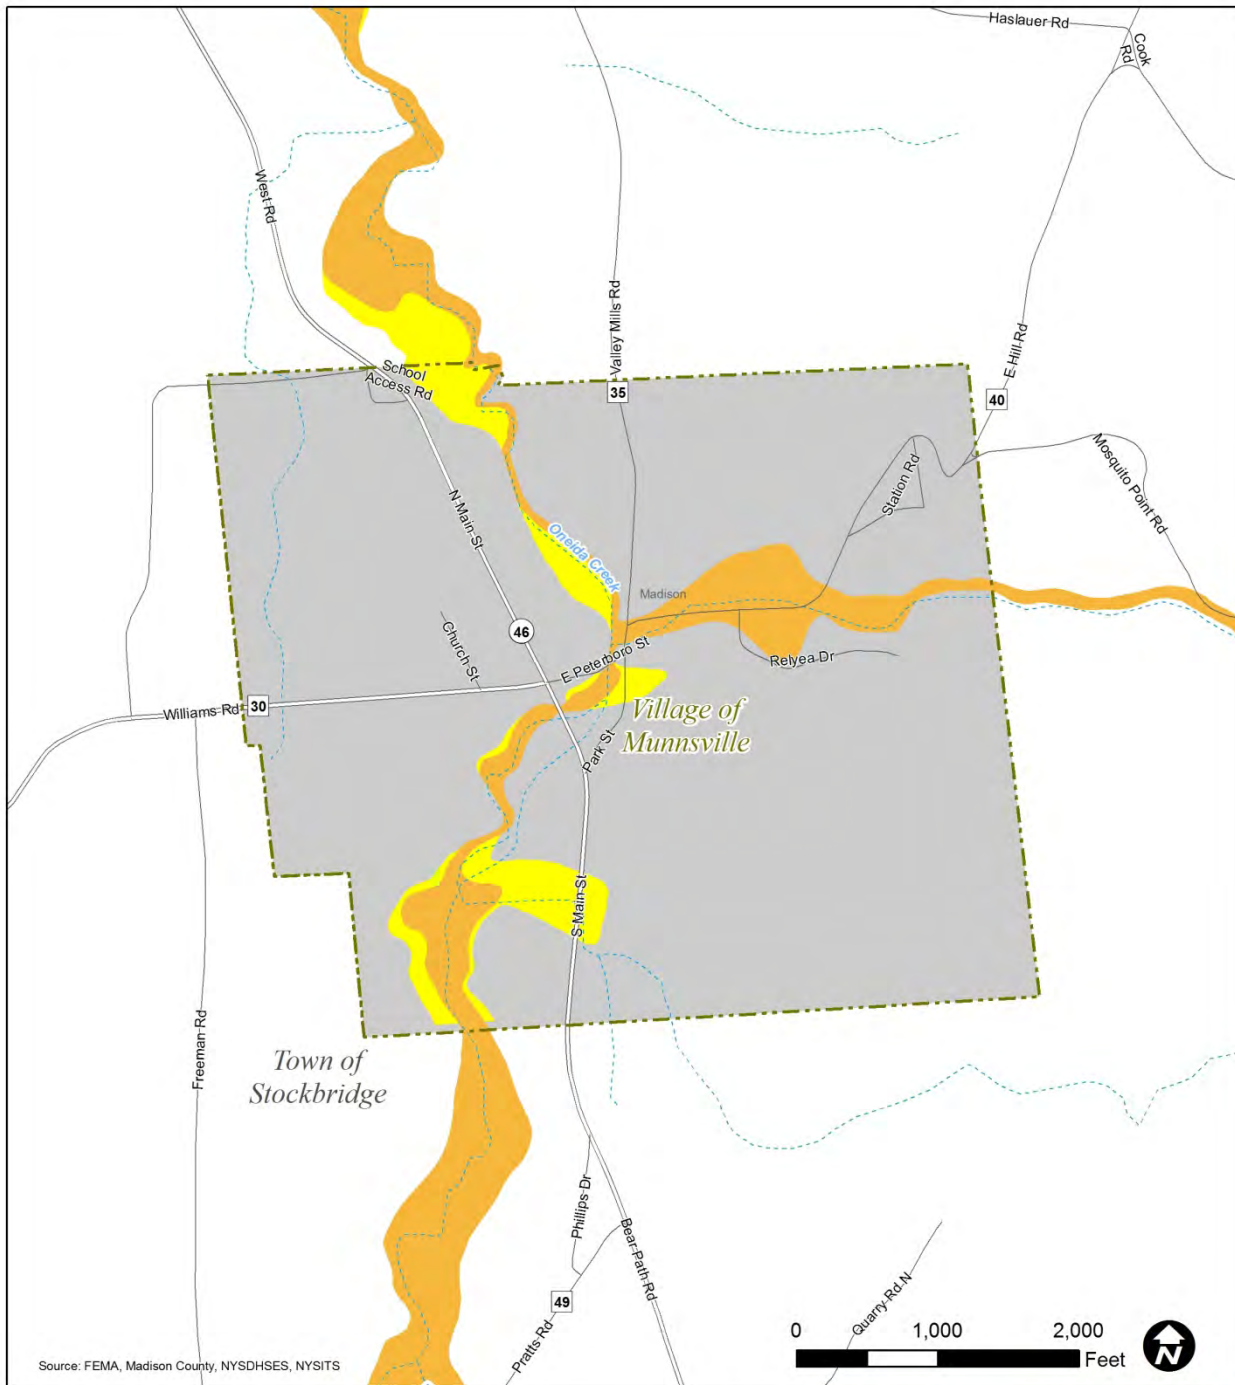 Haslauer Rd
Cook
Rd
West Rd
Valley Mills Rd
E Hill Rd
School
Access Rd
35
40
Mosquito Point Rd
Station Rd
N Main St
Oneida Creek
Madison
46
Church St
E Peterboro St
Relyea Dr
Williams Rd
30
Village of
Munnsville
Park St
S Main St
Freeman Rd
Town of
Stockbridge
Phillips Dr
Bear Path Rd
49
Pratts Rd
Quarry Rd N
0 1,000 2,000
Feet
N
Source: FEMA, Madison County, NYSDHSES, NYSITS